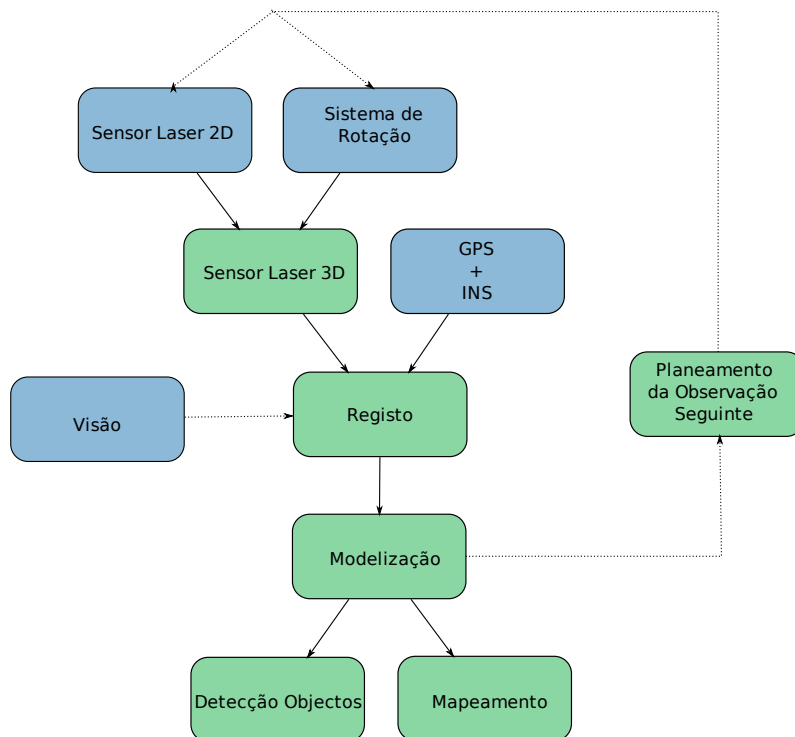 Sensor Laser 2D
Sistema de
Rotação
Sensor Laser 3D
GPS
+
INS
Planeamento
da Observação
Seguinte
Visão
Registo
Modelização
Detecção Objectos
Mapeamento